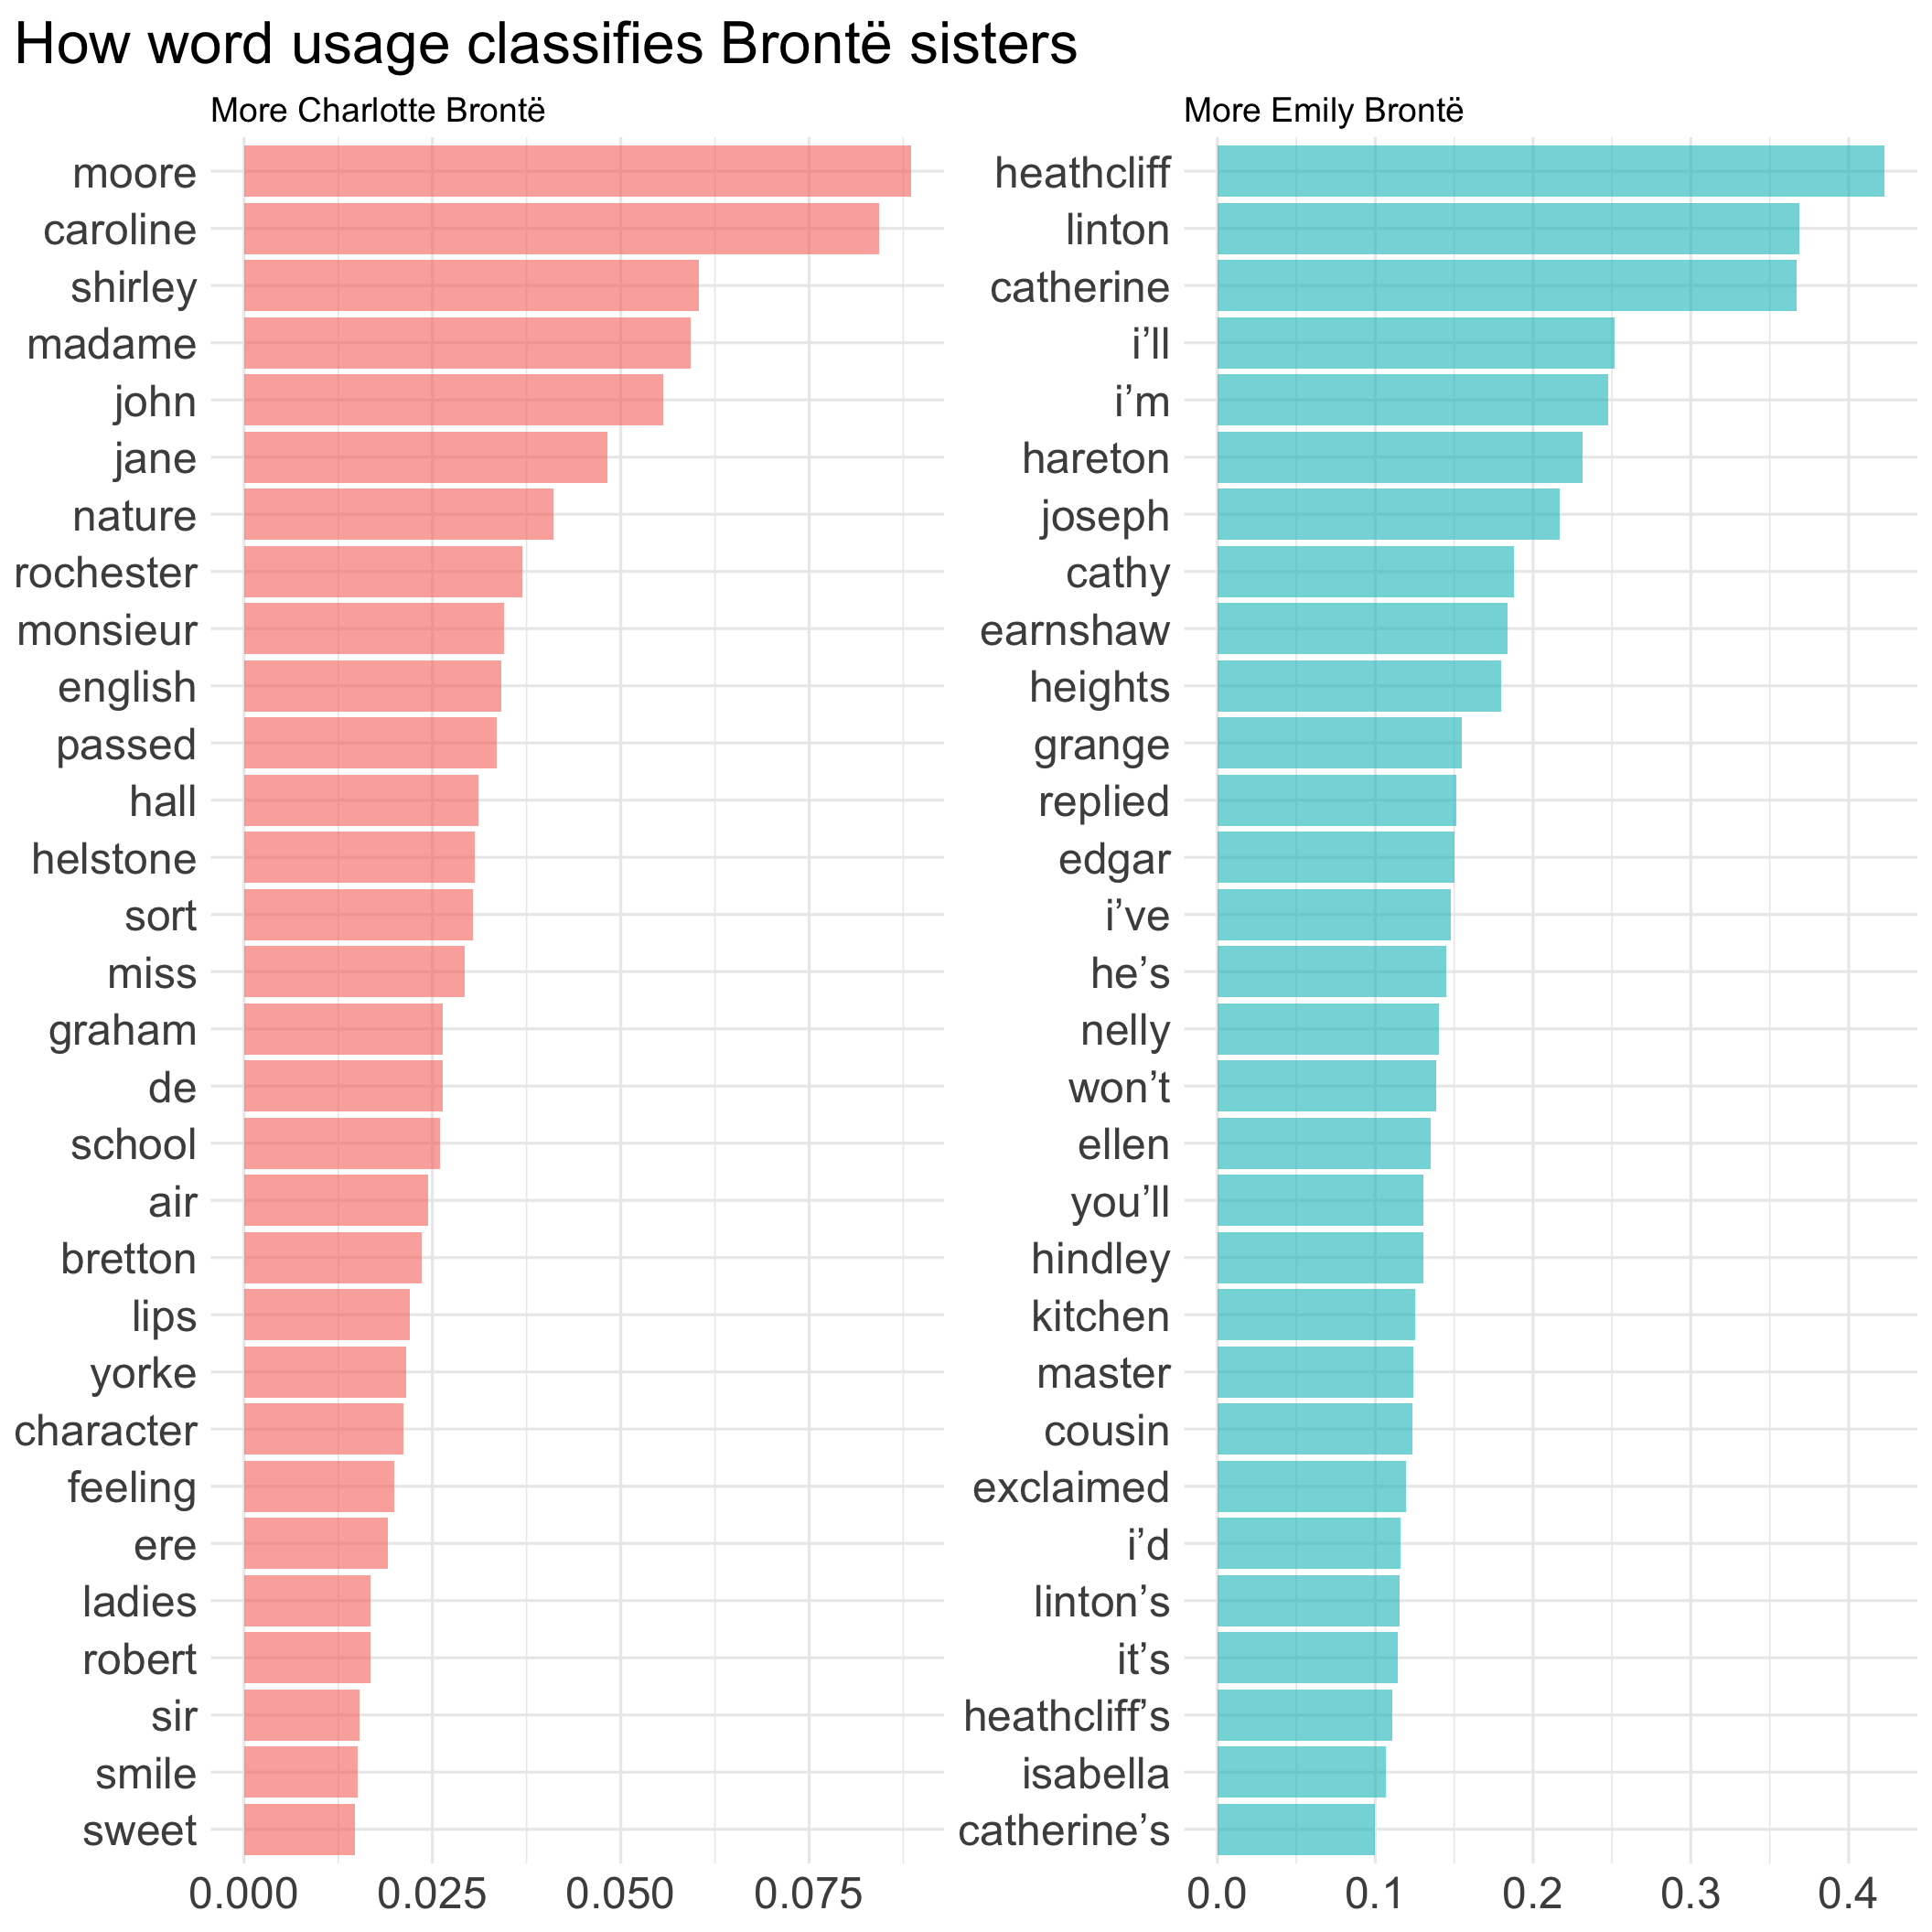 How word usage classifies Brontë sisters
More Charlotte Brontë
moore
caroline
shirley
madame
john
jane
nature
rochester
monsieur
english
passed
hall
helstone
sort
miss
graham
de
school
air
bretton
lips
yorke
character
feeling
ere
ladies
robert
sir
smile
sweet
0.000 0.025 0.050 0.075
More Emily Brontë
heathcliff
linton
catherine
i’ll
i’m
hareton
joseph
cathy
earnshaw
heights
grange
replied
edgar
i’ve
he’s
nelly
won’t
ellen
you’ll
hindley
kitchen
master
cousin
exclaimed
i’d
linton’s
it’s
heathcliff’s
isabella
catherine’s
0.0 0.1 0.2 0.3 0.4